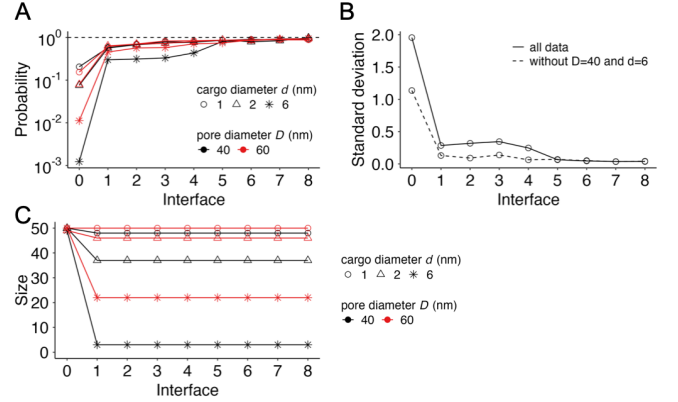 A
10⁰
10⁻¹
10⁻²
10⁻³
Probability
cargo diameter d (nm)
1 2 6
pore diameter D (nm)
40 60
0 1 2 3 4 5 6 7 8
Interface
B
2.0
1.5
1.0
0.5
0.0
Standard deviation
all data
without D=40 and d=6
0 1 2 3 4 5 6 7 8
Interface
C
50
40
30
20
10
0
Size
0 1 2 3 4 5 6 7 8
Interface
cargo diameter d (nm)
1 2 6
pore diameter D (nm)
40 60